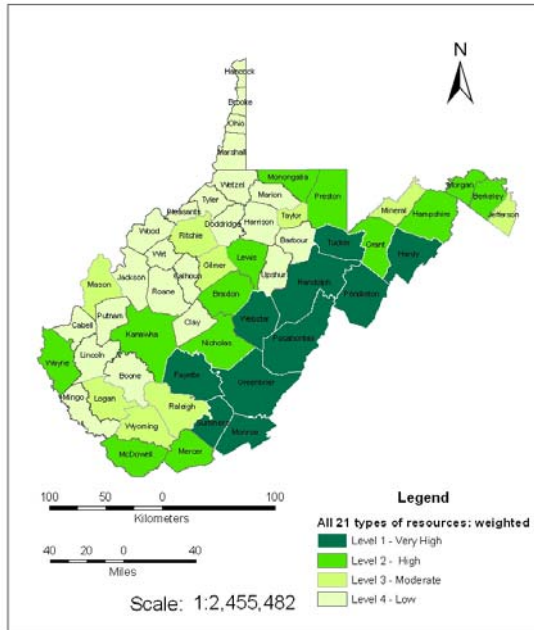 N
Hancock
Brooke
Ohio
Marshall
Wetzel
Monongalia
Preston
Marion
Morgan
Berkeley
Jefferson
Mineral
Hampshire
Tyler
Pleasants
Doddridge
Harrison
Taylor
Barbour
Tucker
Grant
Hardy
Wood
Ritchie
Wirt
Gilmer
Lewis
Upshur
Randolph
Pendleton
Mason
Jackson
Roane
Calhoun
Braxton
Webster
Pocahontas
Putnam
Clay
Cabell
Kanawha
Nicholas
Wayne
Lincoln
Boone
Fayette
Greenbrier
Mingo
Logan
Raleigh
Wyoming
Summers
Monroe
McDowell
Mercer
100 50 0 100
Kilometers
40 20 0 40
Miles
Scale: 1:2,455,482
Legend
All 21 types of resources: weighted
Level 1 - Very High
Level 2 - High
Level 3 - Moderate
Level 4 - Low